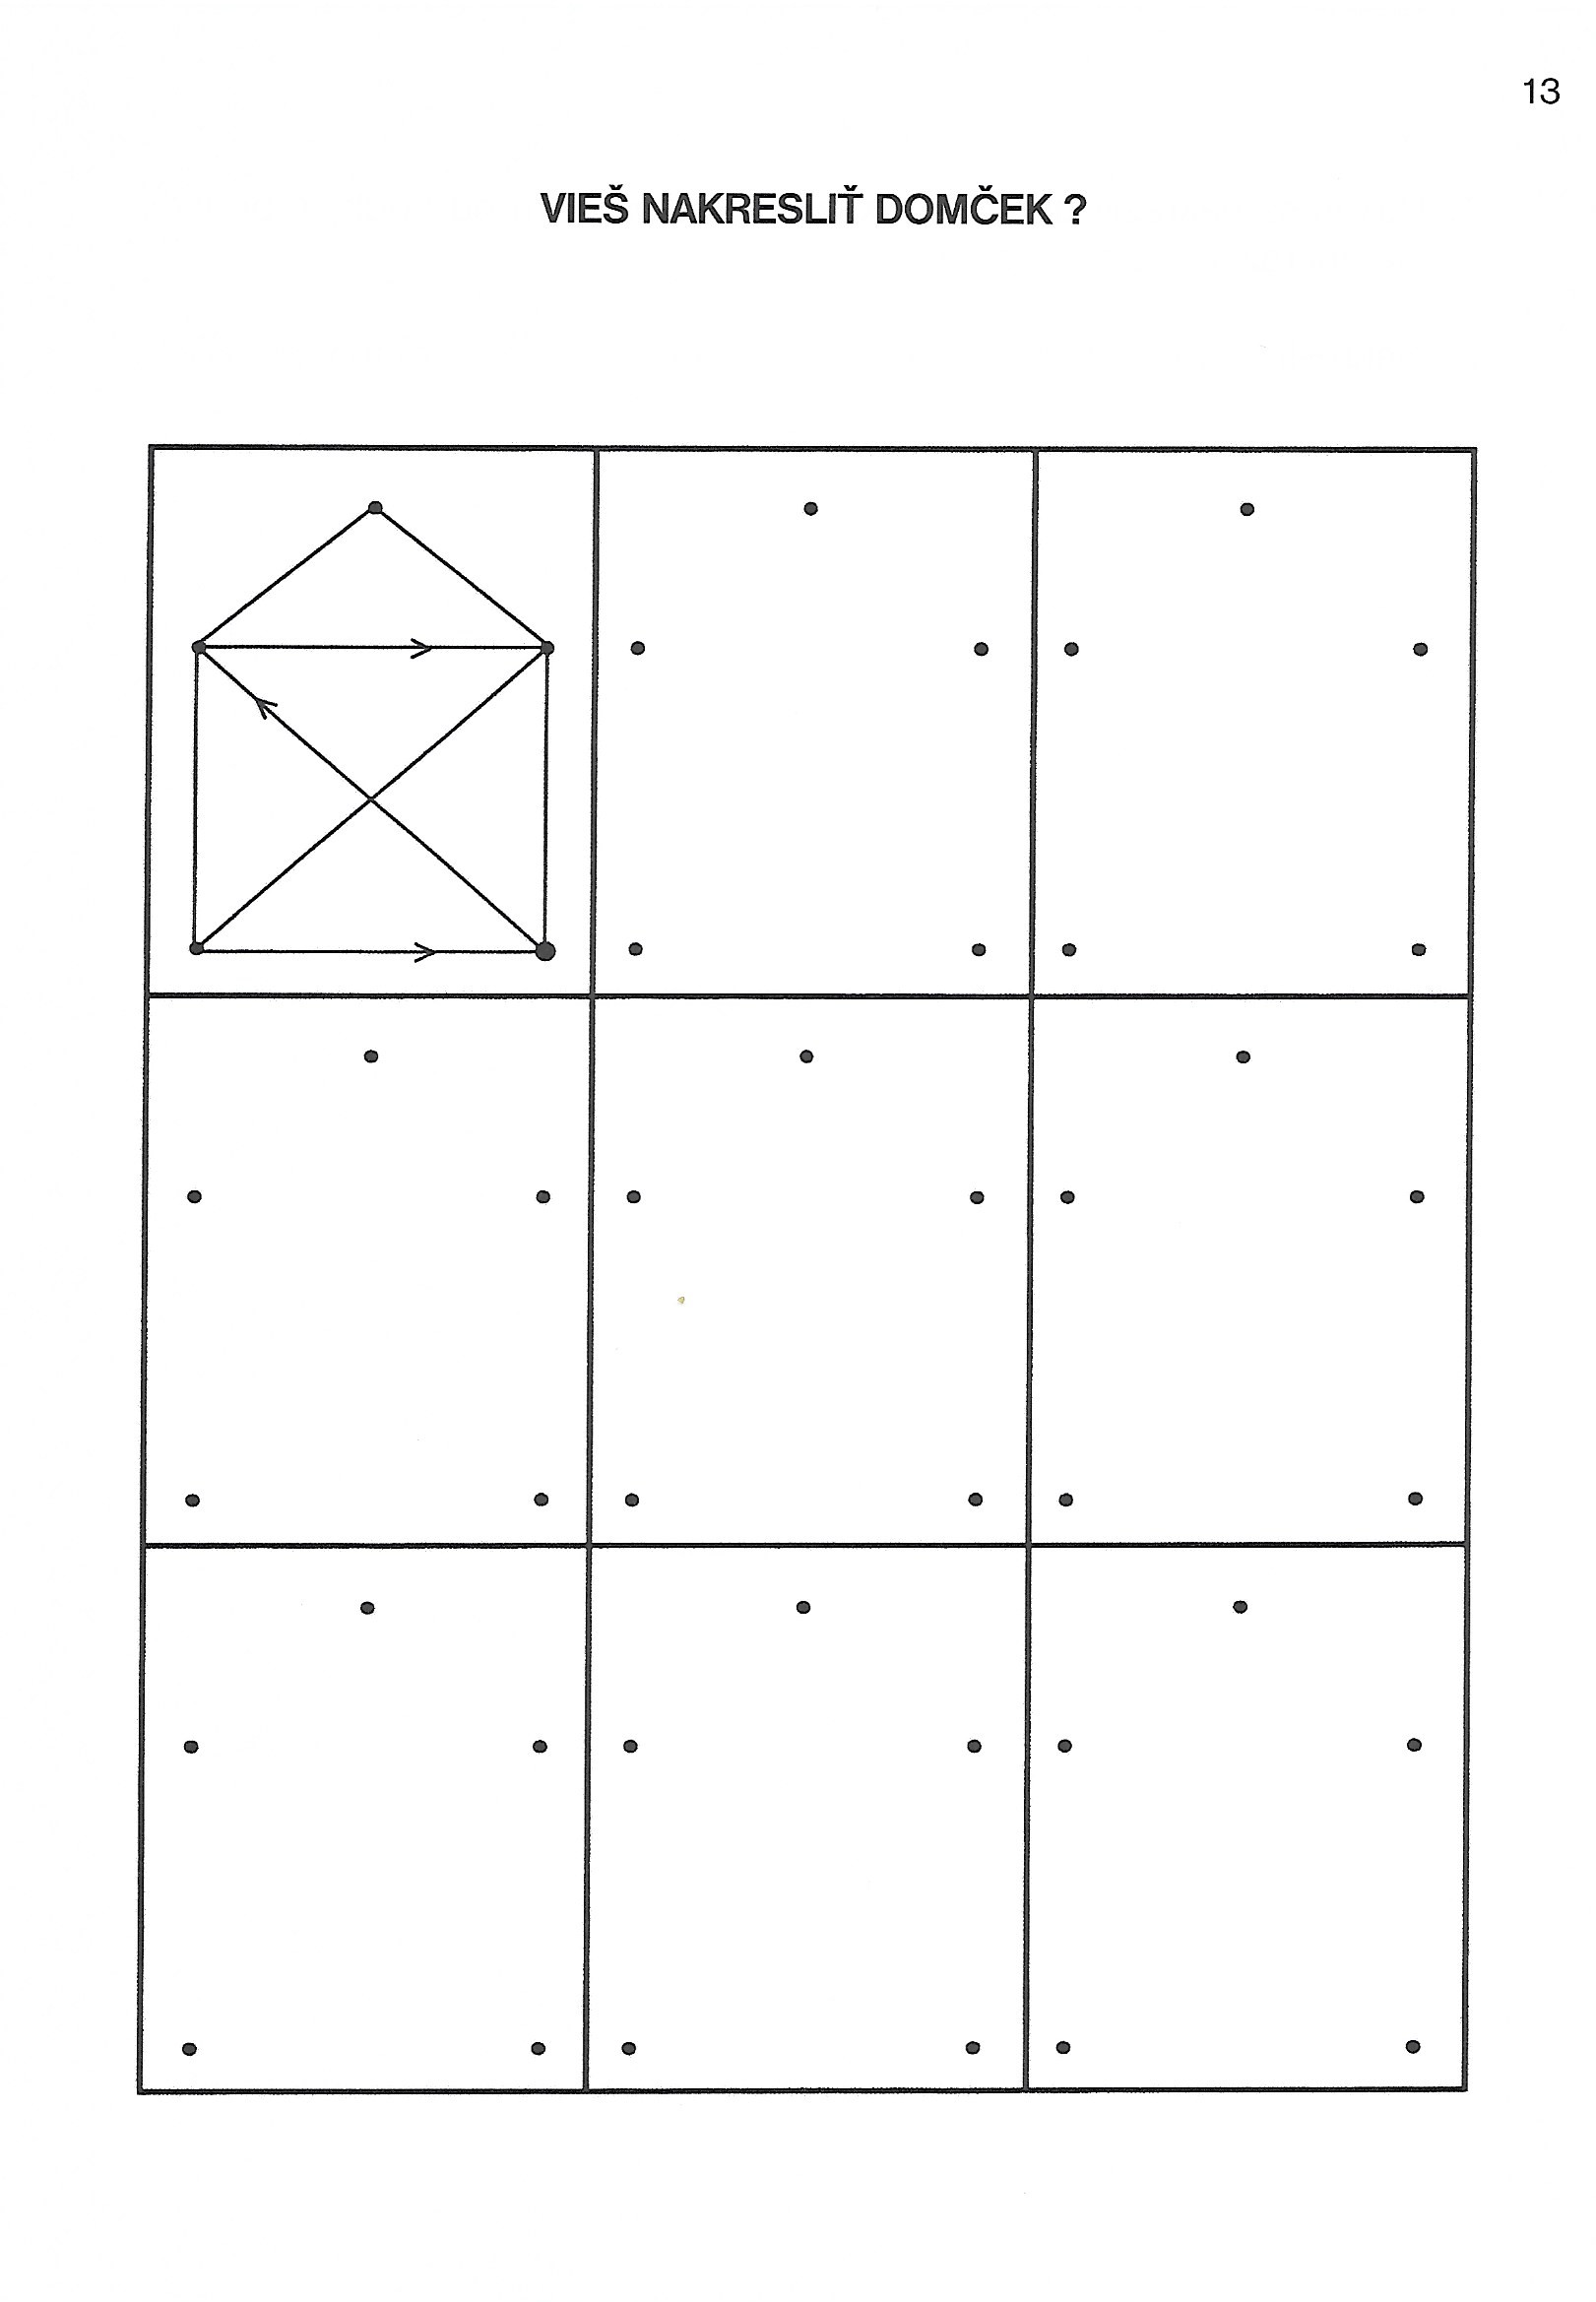 13
VIEŠ NAKRESLIŤ DOMČEK ?